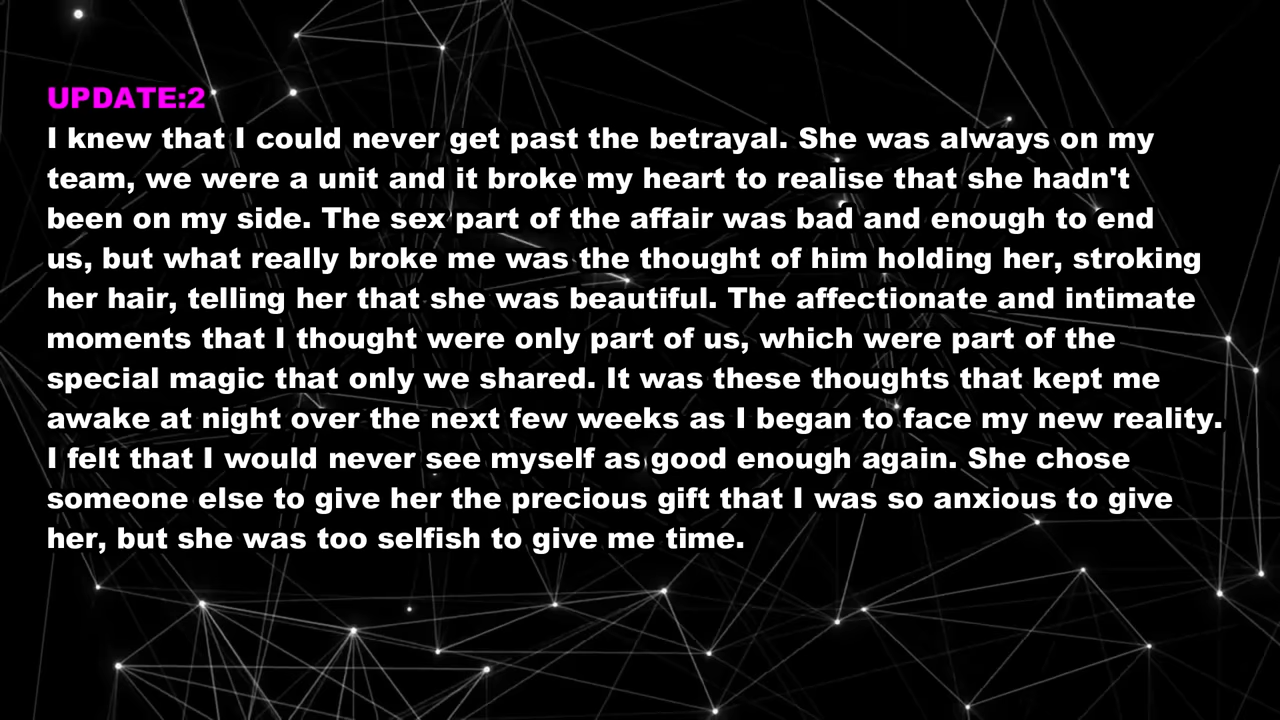 UPDATE:2
I knew that I could never get past the betrayal. She was always on my
team, we were a unit and it broke my heart to realise that she hadn't
been on my side. The sex part of the affair was bad and enough to end
us, but what really broke me was the thought of him holding her, stroking
her hair, telling her that she was beautiful. The affectionate and intimate
moments that I thought were only part of us, which were part of the
special magic that only we shared. It was these thoughts that kept me
awake at night over the next few weeks as I began to face my new reality.
I felt that I would never see myself as good enough again. She chose
someone else to give her the precious gift that I was so anxious to give
her, but she was too selfish to give me time.